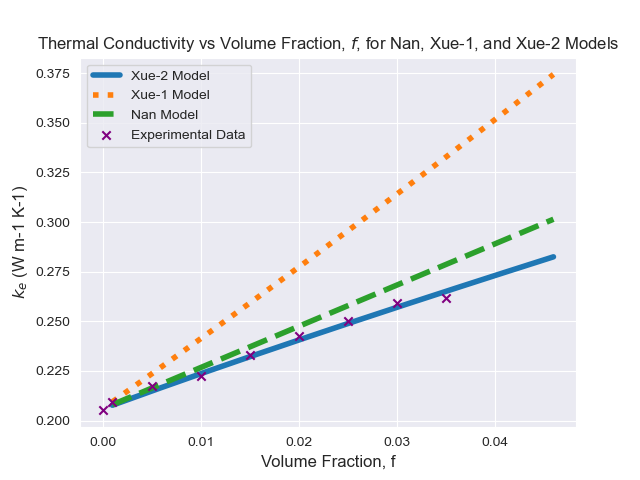 Thermal Conductivity vs Volume Fraction, f, for Nan, Xue-1, and Xue-2 Models
Xue-2 Model
Xue-1 Model
Nan Model
Experimental Data
0.375
0.350
0.325
0.300
0.275
0.250
0.225
0.200
kₑ (W m-1 K-1)
0.00 0.01 0.02 0.03 0.04
Volume Fraction, f